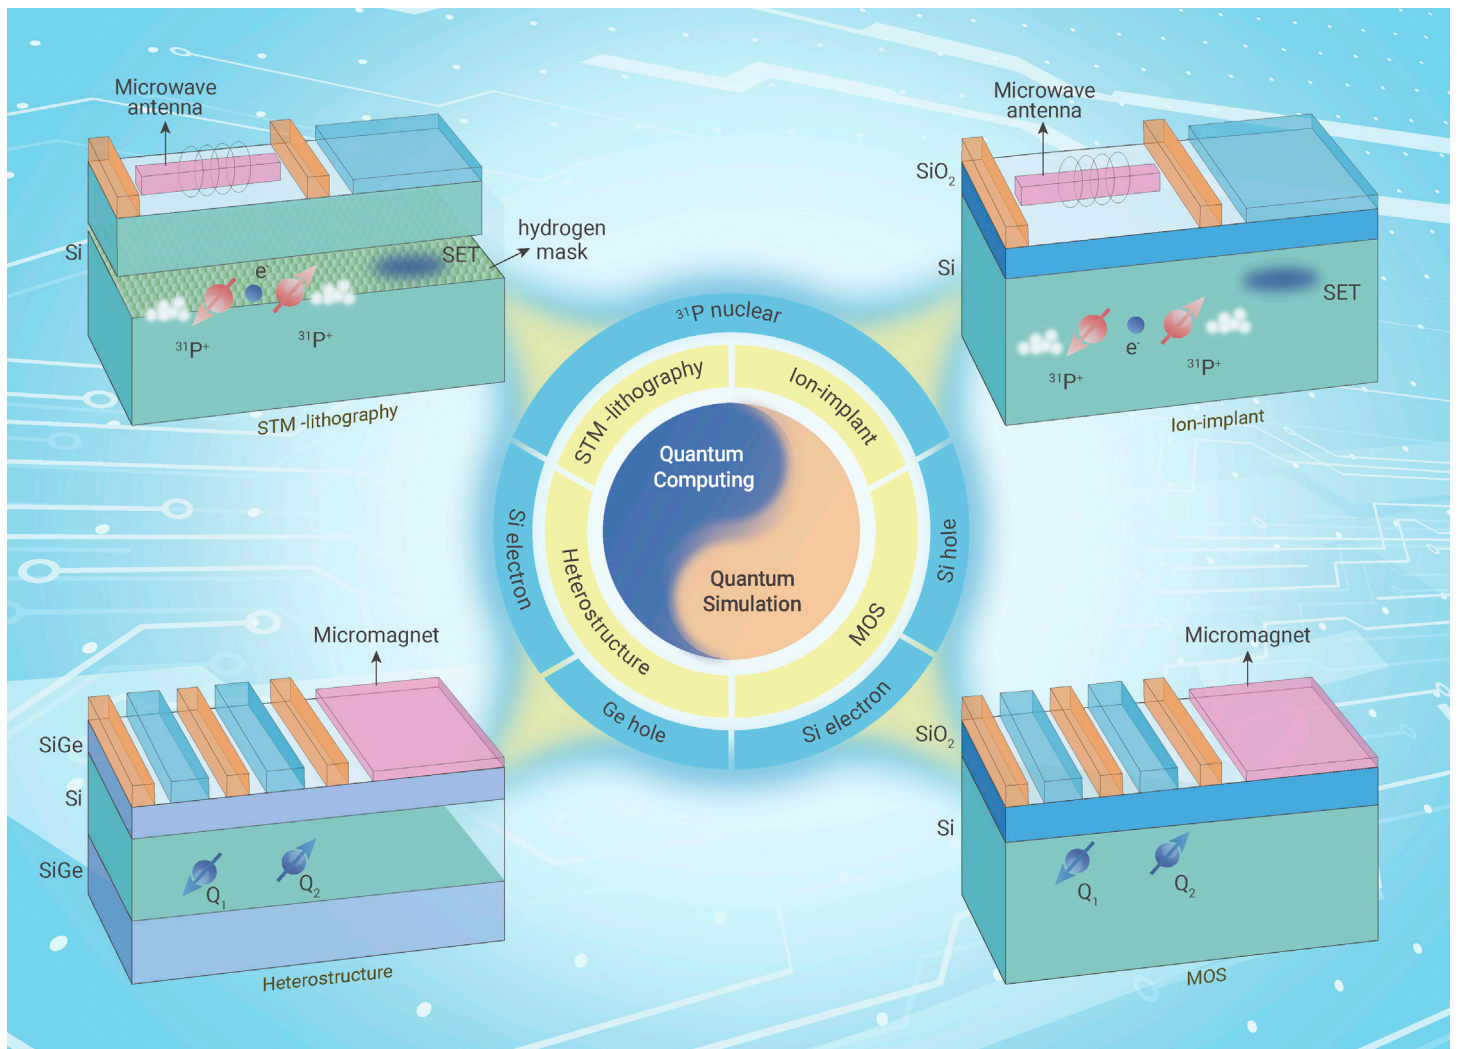 Microwave
antenna
Si
e-
SET
hydrogen
mask
³¹P⁺
³¹P⁺
STM -lithography
Microwave
antenna
SiO₂
Si
SET
e-
³¹P⁺
³¹P⁺
Ion-implant
³¹P nuclear
STM -lithography
Ion-implant
Quantum
Computing
Quantum
Simulation
Si electron
Heterostructure
Si hole
MOS
Ge hole
Si electron
Micromagnet
SiGe
Si
SiGe
Q₁
Q₂
Heterostructure
Micromagnet
SiO₂
Si
Q₁
Q₂
MOS